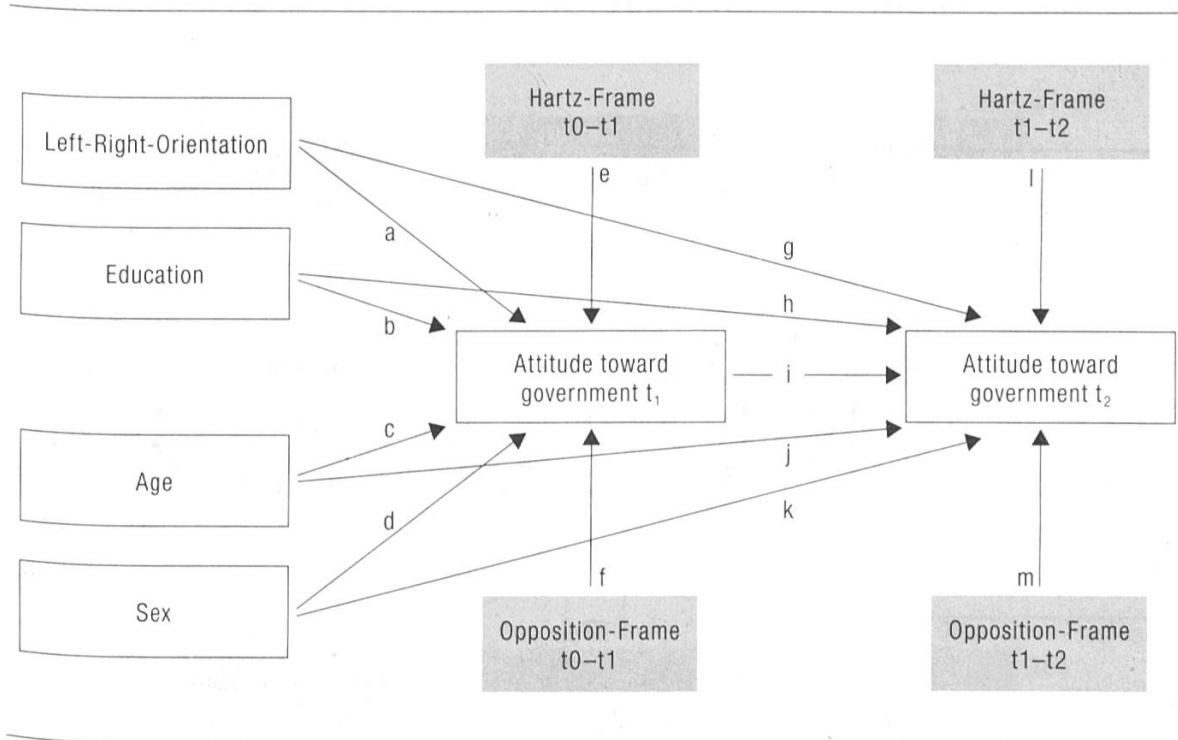 Hartz-Frame
t0–t1
Hartz-Frame
t1–t2
Left-Right-Orientation
e
l
a
g
Education
h
b
Attitude toward
government t₁
i
Attitude toward
government t₂
c
j
Age
d
k
Sex
f
m
Opposition-Frame
t0–t1
Opposition-Frame
t1–t2